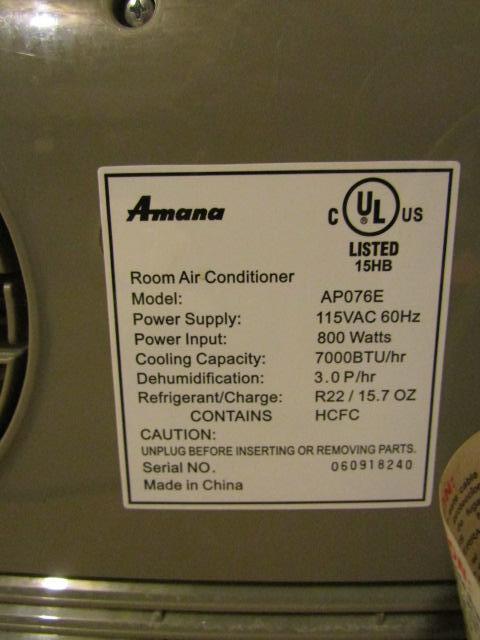 Amana
C UL US
LISTED
15HB
Room Air Conditioner
Model: AP076E
Power Supply: 115VAC 60Hz
Power Input: 800 Watts
Cooling Capacity: 7000BTU/hr
Dehumidification: 3.0 P/hr
Refrigerant/Charge: R22 / 15.7 OZ
CONTAINS HCFC
CAUTION:
UNPLUG BEFORE INSERTING OR REMOVING PARTS.
Serial NO. 060918240
Made in China